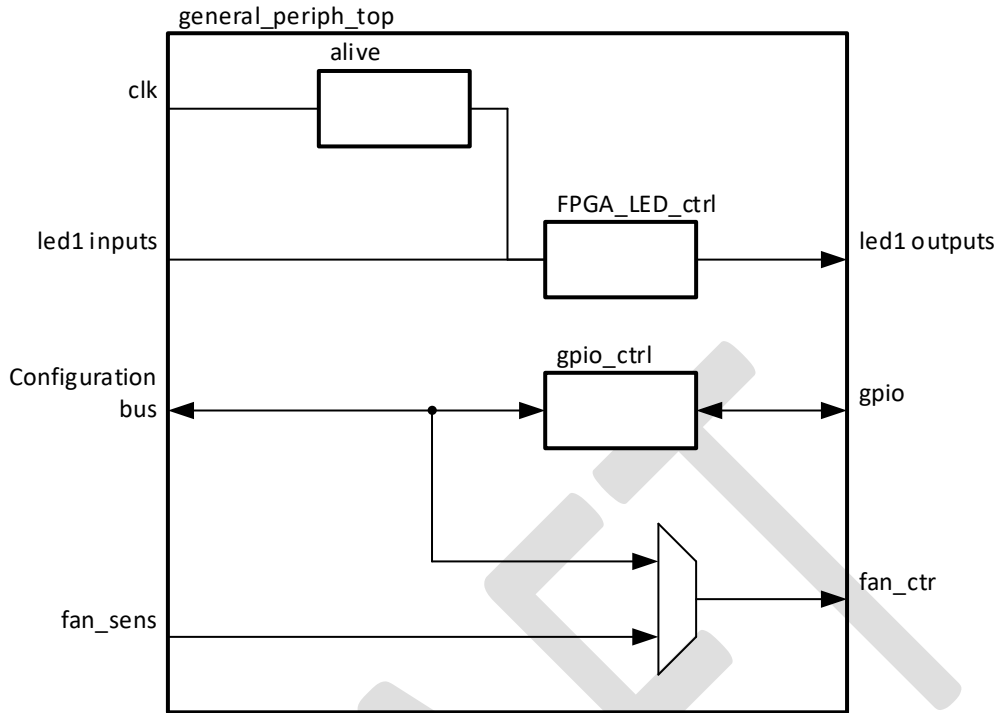 general_periph_top
alive
clk
FPGA_LED_ctrl
led1 inputs
led1 outputs
gpio_ctrl
Configuration
bus
gpio
fan_ctr
fan_sens